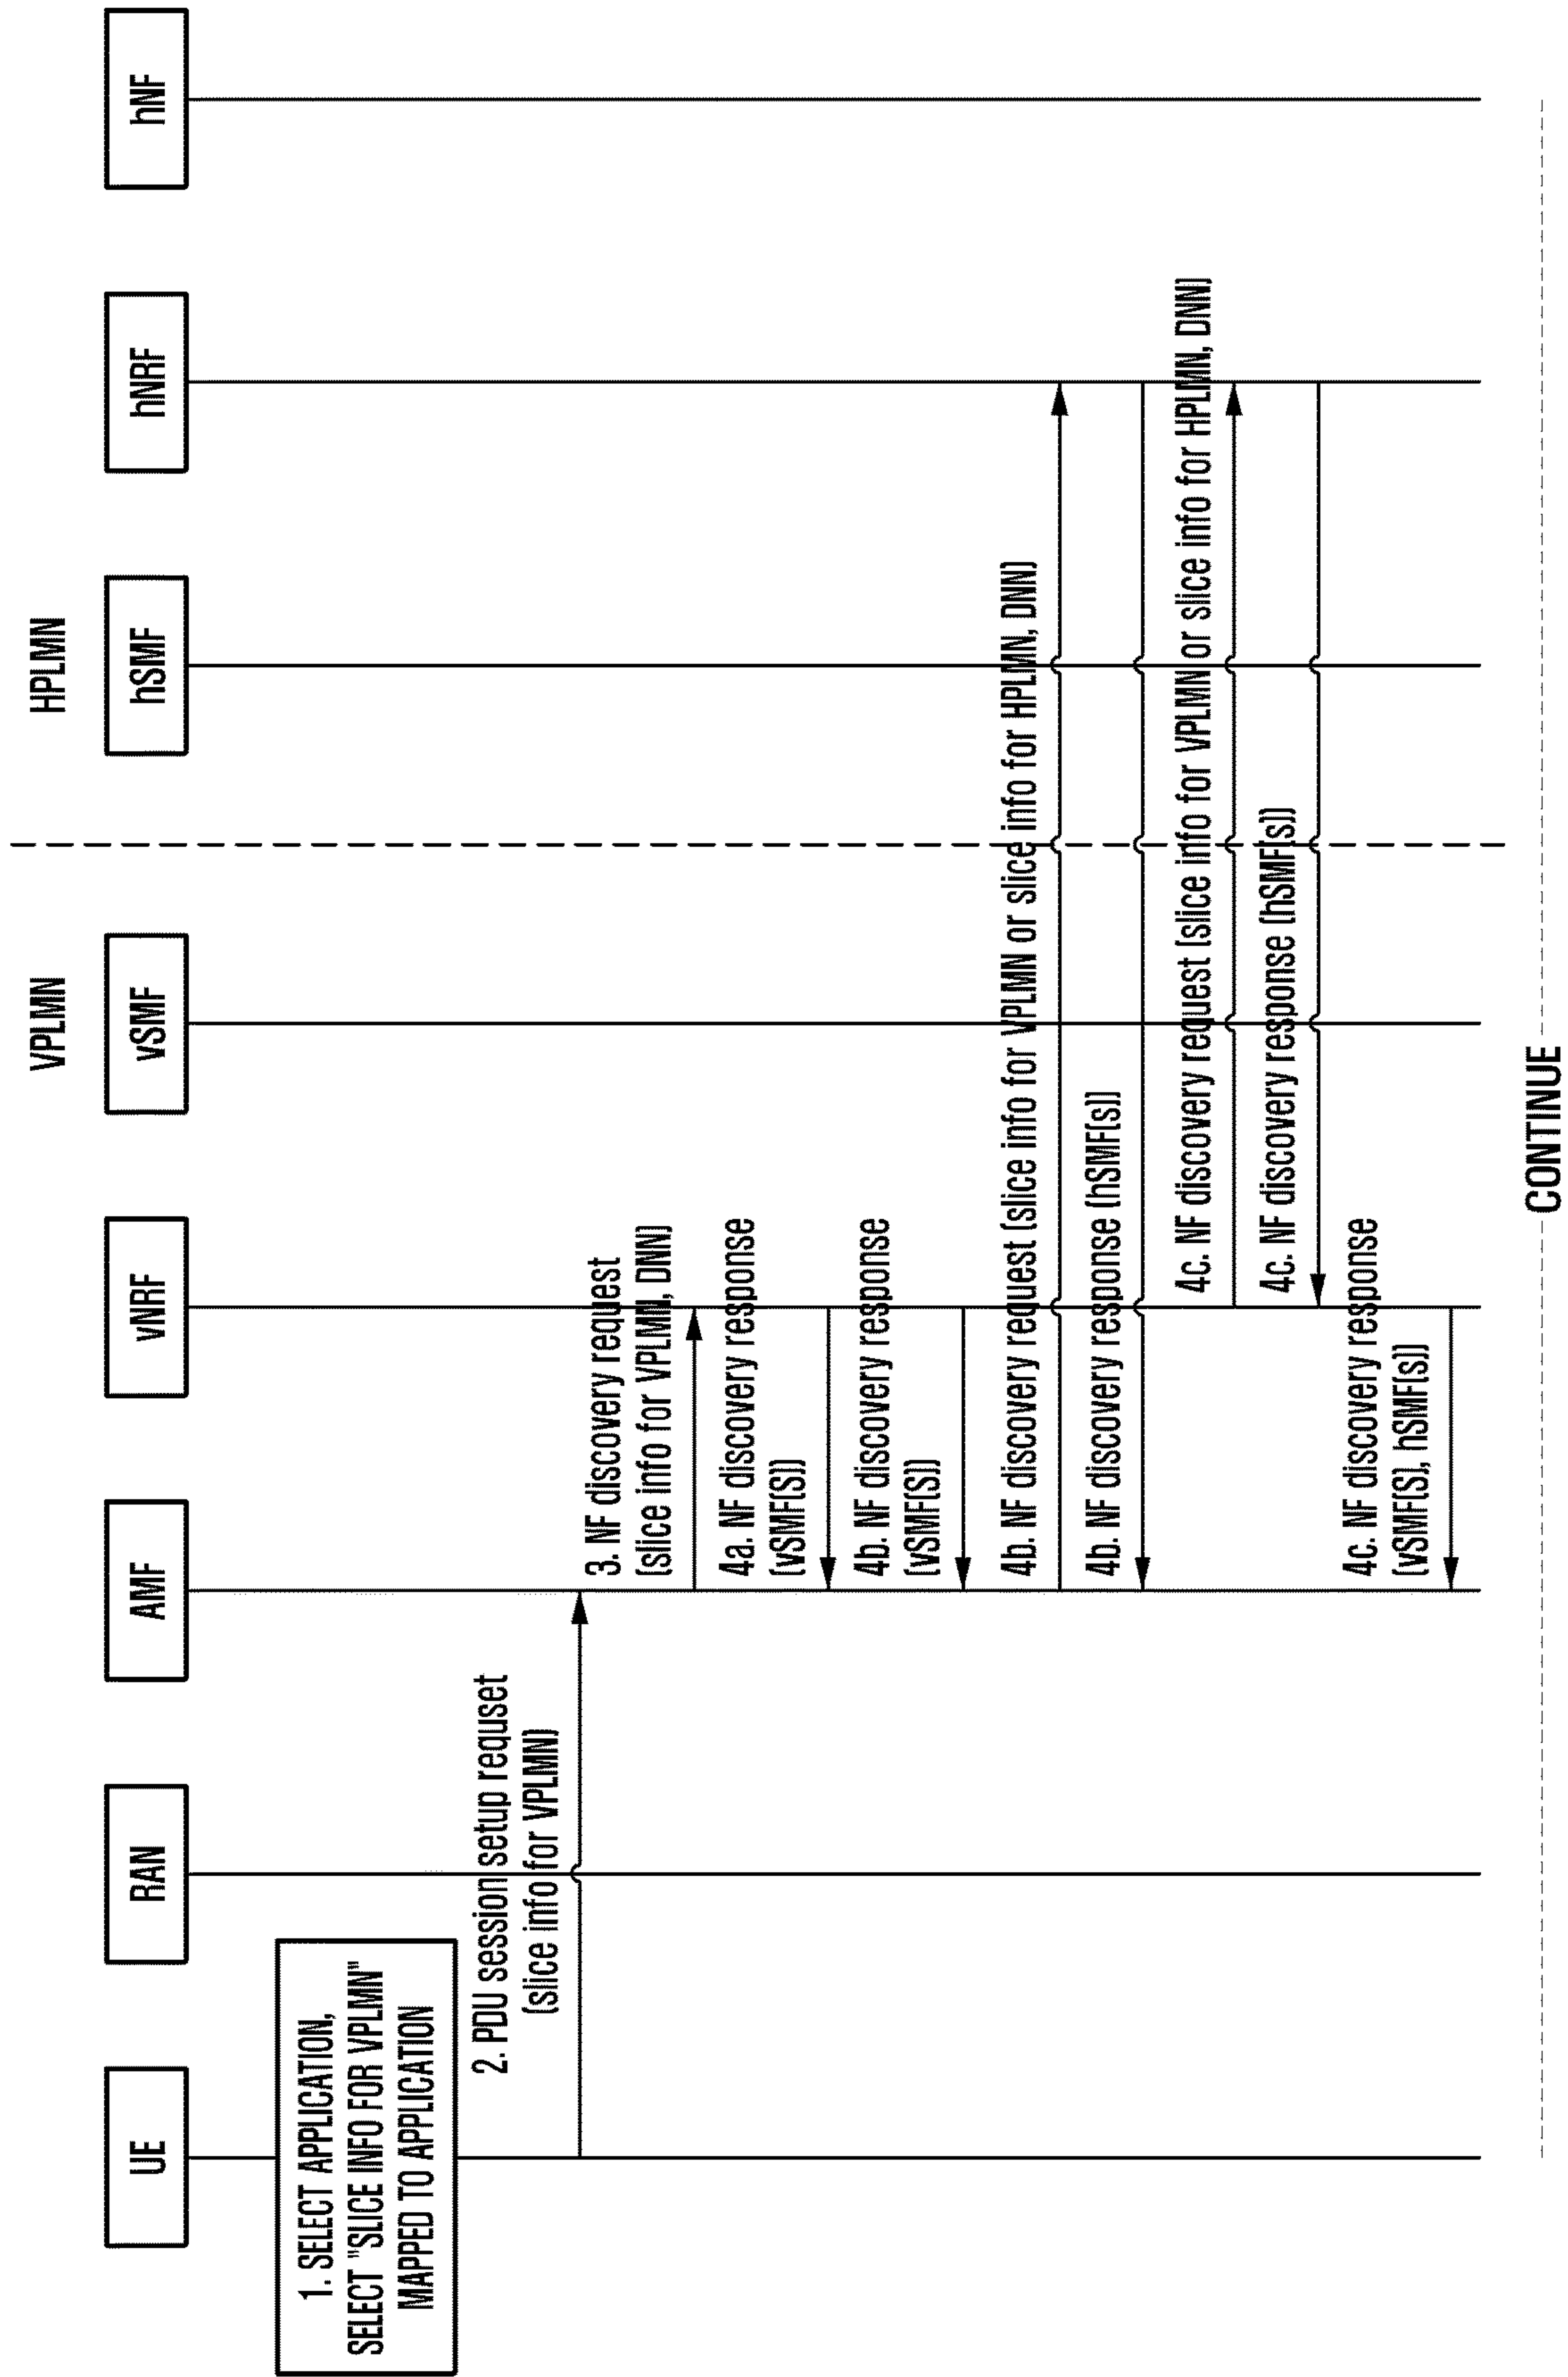 VPLMN
HPLMN
UE
RAN
AMF
vNRF
vSMF
hSMF
hNRF
hNF
1. SELECT APPLICATION,
SELECT "SLICE INFO FOR VPLMN"
MAPPED TO APPLICATION
2. PDU session setup requset
(slice info for VPLMN)
3. NF discovery request
(slice info for VPLMN, DNN)
4a. NF discovery response
(vSMF(S))
4b. NF discovery response
(vSMF(S))
4b. NF discovery request (slice info for VPLMN or slice info for HPLMN, DNN)
4b. NF discovery response (hSMF(s))
4c. NF discovery request (slice info for VPLMN or slice info for HPLMN, DNN)
4c. NF discovery response (hSMF(s))
4c. NF discovery response
(vSMF(S), hSMF(s))
CONTINUE